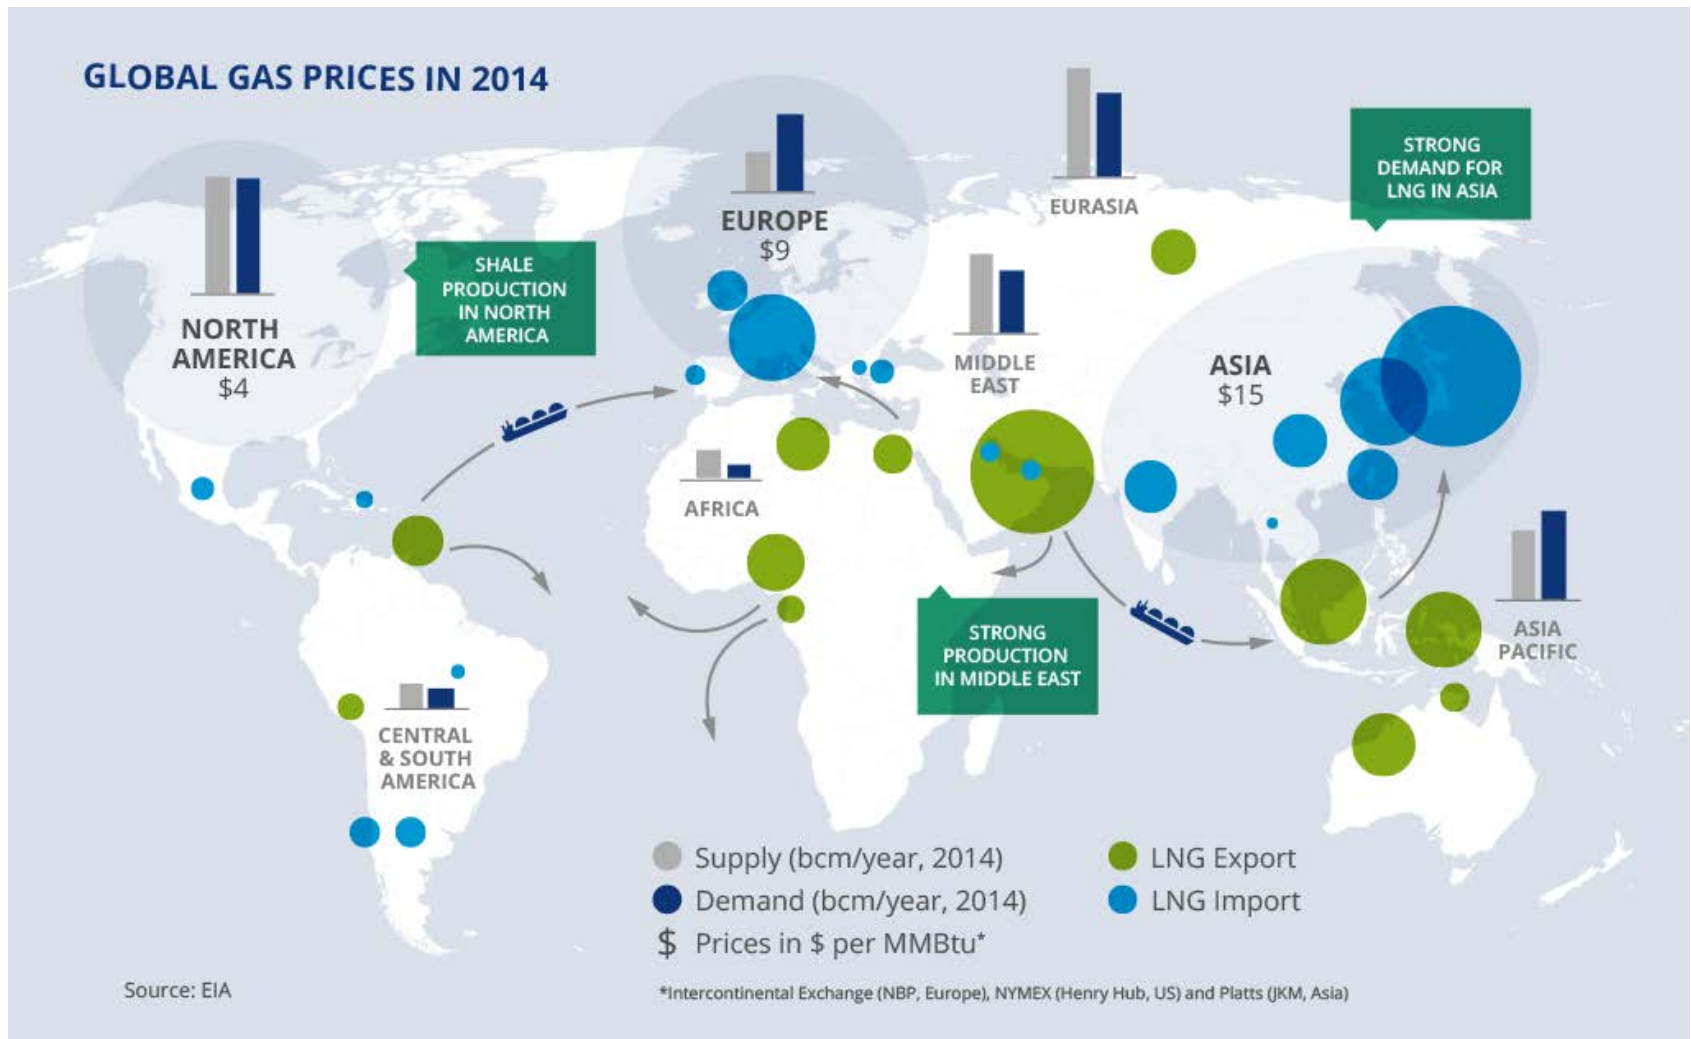 GLOBAL GAS PRICES IN 2014
NORTH
AMERICA
$4
SHALE
PRODUCTION
IN NORTH
AMERICA
EUROPE
$9
EURASIA
STRONG
DEMAND FOR
LNG IN ASIA
MIDDLE
EAST
ASIA
$15
AFRICA
STRONG
PRODUCTION
IN MIDDLE EAST
ASIA
PACIFIC
CENTRAL
& SOUTH
AMERICA
Supply (bcm/year, 2014)
Demand (bcm/year, 2014)
$ Prices in $ per MMBtu*
LNG Export
LNG Import
Source: EIA
*Intercontinental Exchange (NBP, Europe), NYMEX (Henry Hub, US) and Platts (JKM, Asia)